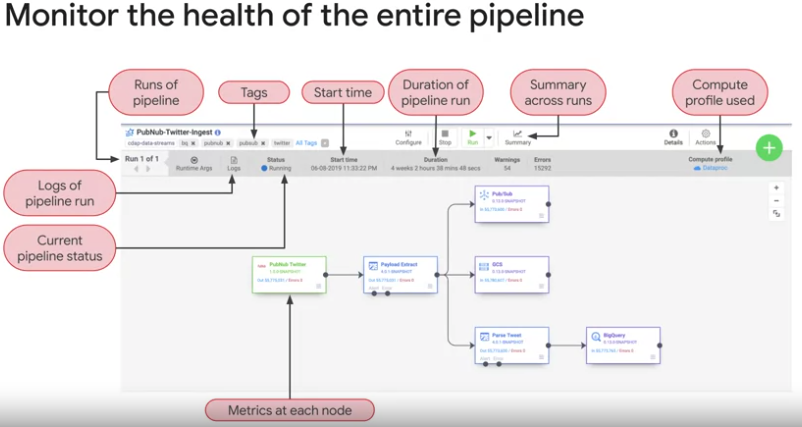 Monitor the health of the entire pipeline
Runs of
pipeline
Tags
Start time
Duration of
pipeline run
Summary
across runs
Compute
profile used
PubNub-Twitter-Ingest
cdap-data-streams bq x pubnub x pubsub x twitter All Tags
Configure
Stop
Run
Summary
Details
Actions
Run 1 of 1
Runtime Args
Logs
Status
Running
Start time
06-08-2019 11:33:22 PM
Duration
4 weeks 2 hours 38 mins 48 secs
Warnings
54
Errors
15292
Compute profile
Dataproc
Logs of
pipeline run
Current
pipeline status
PubNub Twitter
Payload Extract
Pub/Sub
GCS
Parse Tweet
BigQuery
Metrics at each node